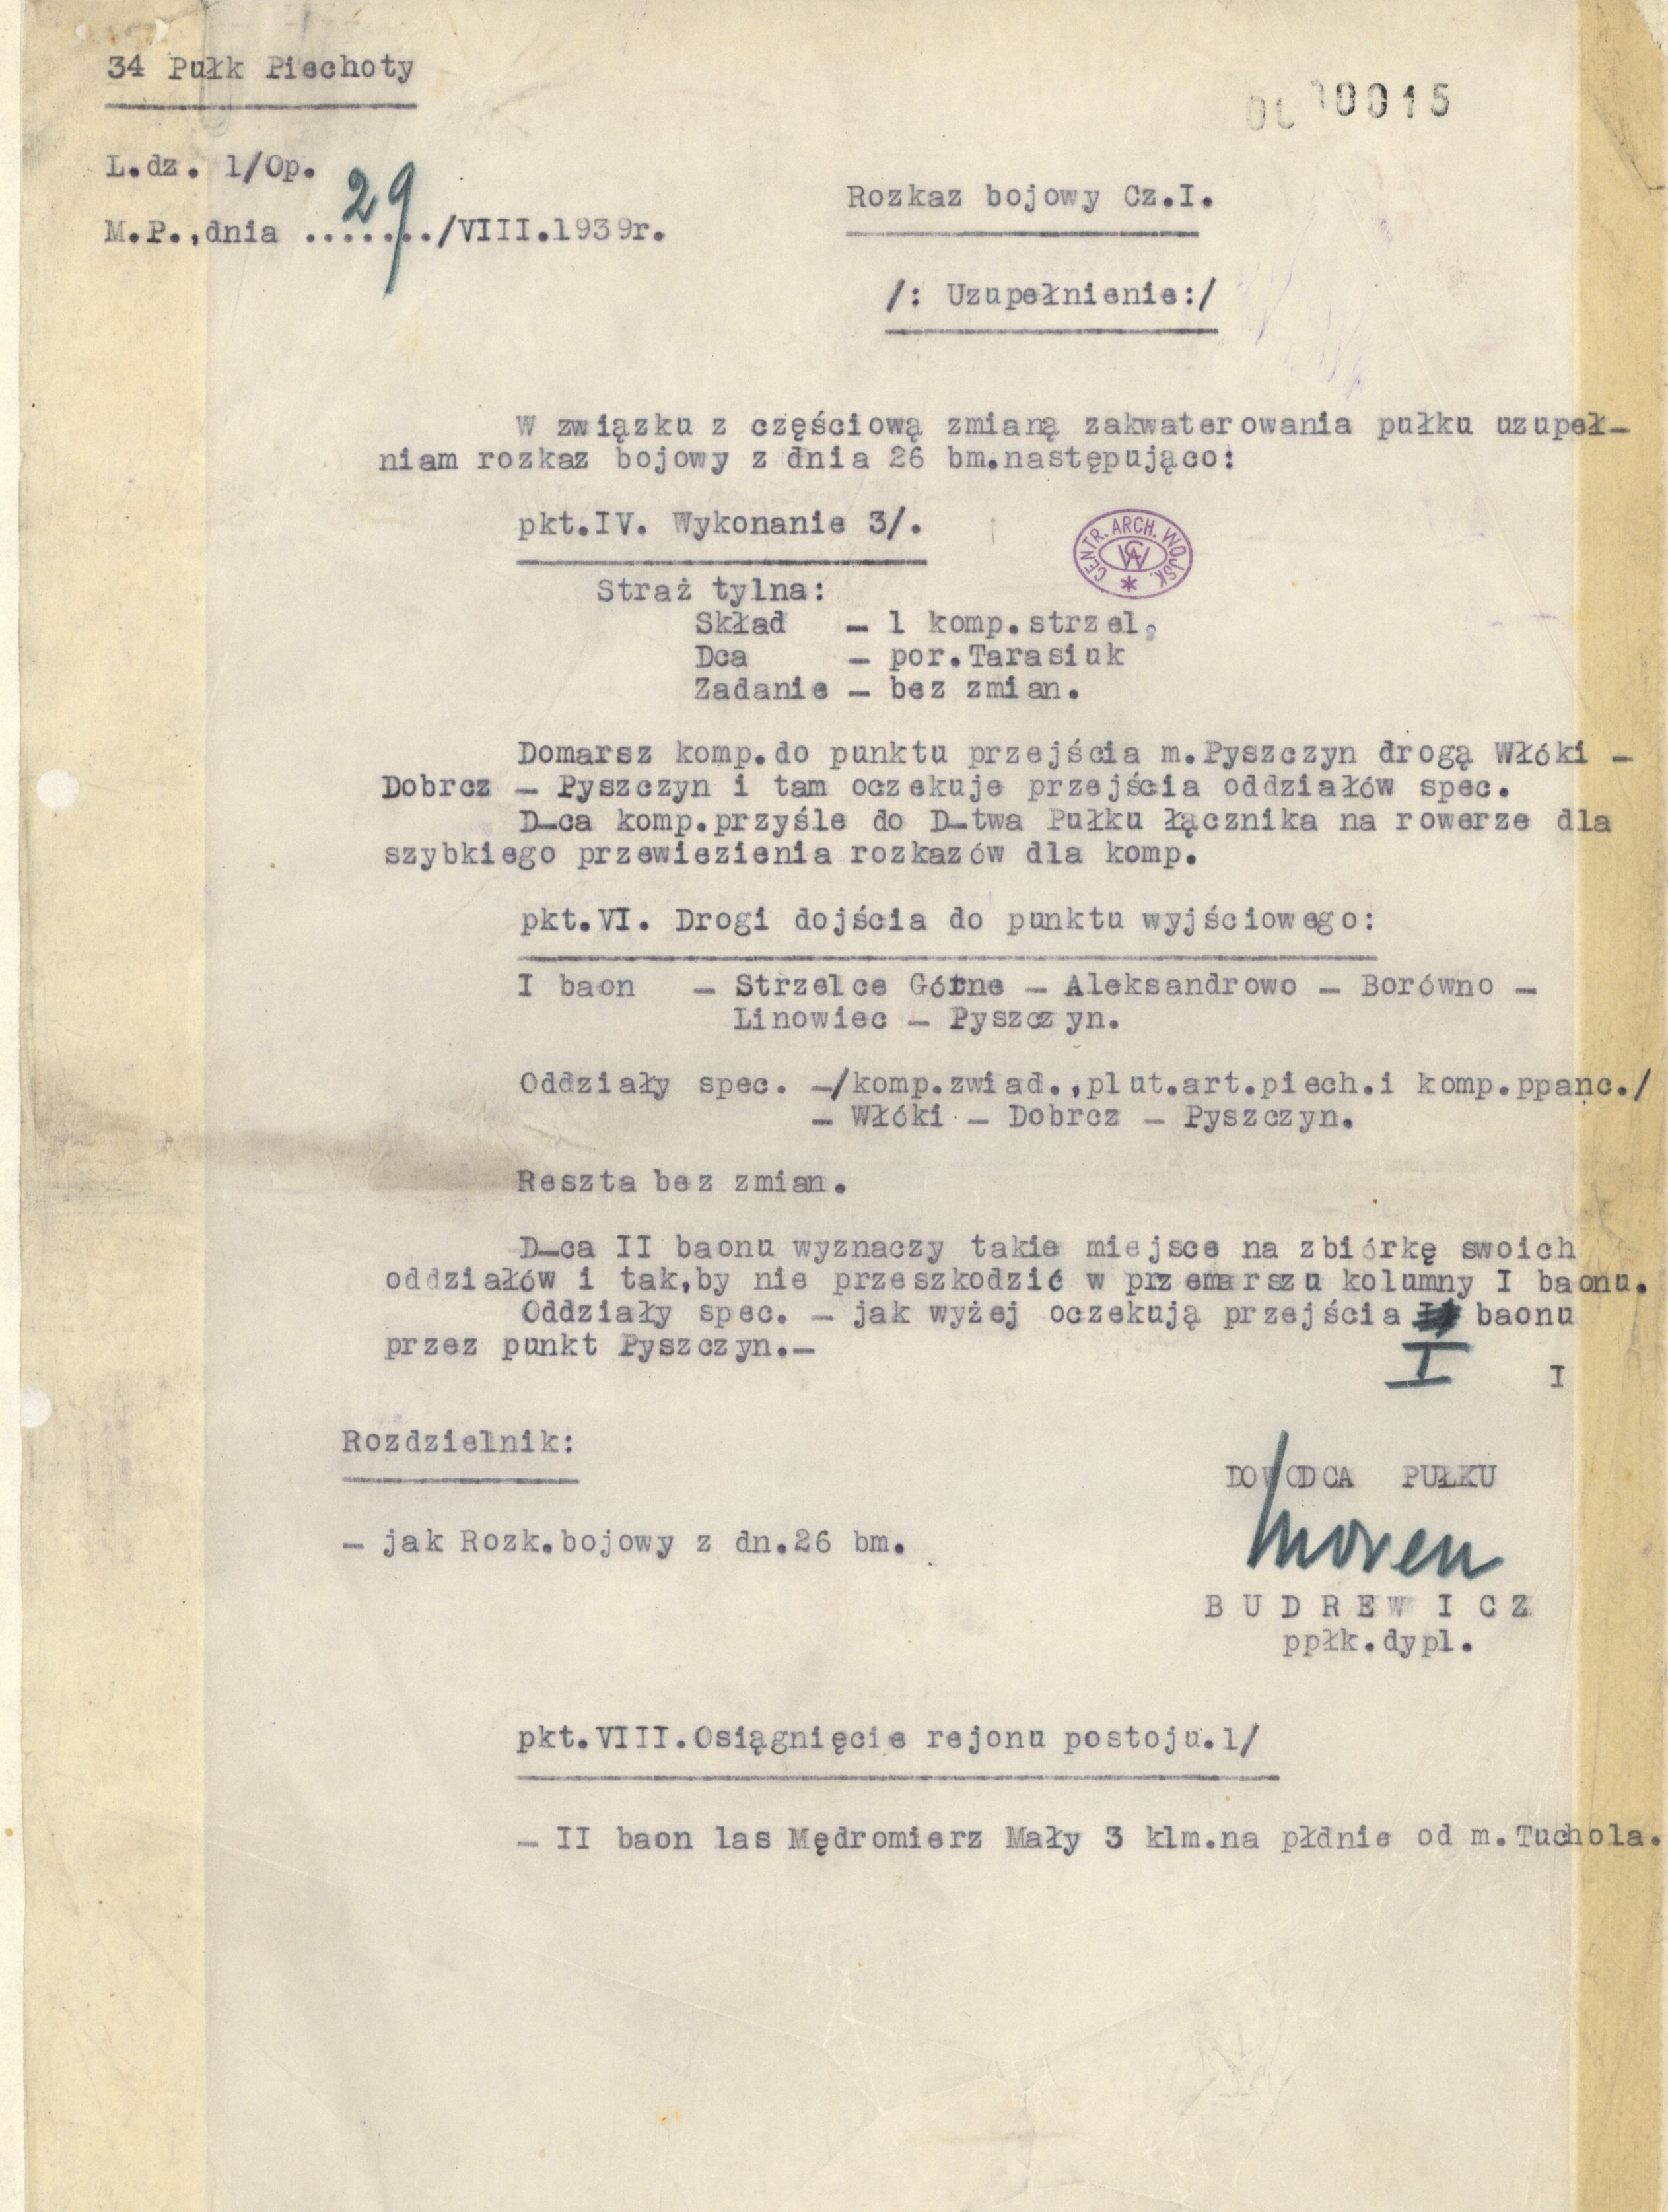 34 Pułk Piechoty
0015
L.dz. 1/Op.
29
M.P.,dnia ......./VIII.1939r.
Rozkaz bojowy Cz.I.
/: Uzupełnienie:/
W związku z częściową zmianą zakwaterowania pułku uzupeł-
niam rozkaz bojowy z dnia 26 bm.następująco:
pkt.IV. Wykonanie 3/.
CENTR. ARCH. WOJSK. * CAW
Straż tylna:
Skład - 1 komp.strzel.
Dca - por.Tarasiuk
Zadanie - bez zmian.
Domarsz komp.do punktu przejścia m.Pyszczyn drogą Włóki -
Dobrcz - Pyszczyn i tam oczekuje przejścia oddziałów spec.
D-ca komp.przyśle do D-twa Pułku łącznika na rowerze dla
szybkiego przewiezienia rozkazów dla komp.
pkt.VI. Drogi dojścia do punktu wyjściowego:
I baon - Strzelce Górne - Aleksandrowo - Borówno -
Linowiec - Pyszczyn.
Oddziały spec. -/komp.zwiad.,plut.art.piech.i komp.ppanc./
- Włóki - Dobrcz - Pyszczyn.
Reszta bez zmian.
D-ca II baonu wyznaczy takie miejsce na zbiórkę swoich
oddziałów i tak,by nie przeszkodzić w przemarszu kolumny I baonu.
Oddziały spec. - jak wyżej oczekują przejścia baonu
przez punkt Pyszczyn.-
I
I
Rozdzielnik:
DOWODCA PUŁKU
- jak Rozk.bojowy z dn.26 bm.
BUDREWICZ
ppłk.dypl.
pkt.VIII.Osiągnięcie rejonu postoju.1/
- II baon las Mędromierz Mały 3 klm.na płdnie od m.Tuchola.